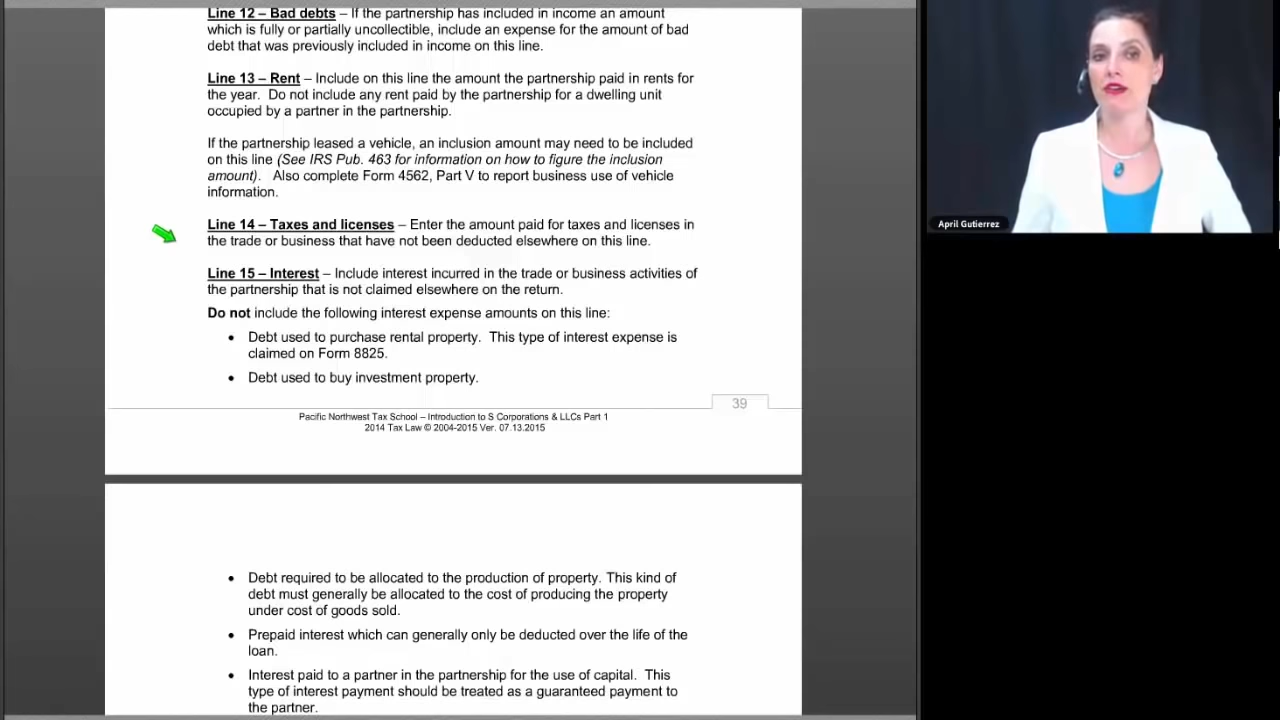 Line 12 – Bad debts – If the partnership has included in income an amount
which is fully or partially uncollectible, include an expense for the amount of bad
debt that was previously included in income on this line.
Line 13 – Rent – Include on this line the amount the partnership paid in rents for
the year. Do not include any rent paid by the partnership for a dwelling unit
occupied by a partner in the partnership.
If the partnership leased a vehicle, an inclusion amount may need to be included
on this line (See IRS Pub. 463 for information on how to figure the inclusion
amount). Also complete Form 4562, Part V to report business use of vehicle
information.
Line 14 – Taxes and licenses – Enter the amount paid for taxes and licenses in
the trade or business that have not been deducted elsewhere on this line.
Line 15 – Interest – Include interest incurred in the trade or business activities of
the partnership that is not claimed elsewhere on the return.
Do not include the following interest expense amounts on this line:
• Debt used to purchase rental property. This type of interest expense is
claimed on Form 8825.
• Debt used to buy investment property.
39
Pacific Northwest Tax School – Introduction to S Corporations & LLCs Part 1
2014 Tax Law © 2004-2015 Ver. 07.13.2015
• Debt required to be allocated to the production of property. This kind of
debt must generally be allocated to the cost of producing the property
under cost of goods sold.
• Prepaid interest which can generally only be deducted over the life of the
loan.
• Interest paid to a partner in the partnership for the use of capital. This
type of interest payment should be treated as a guaranteed payment to
the partner.
April Gutierrez